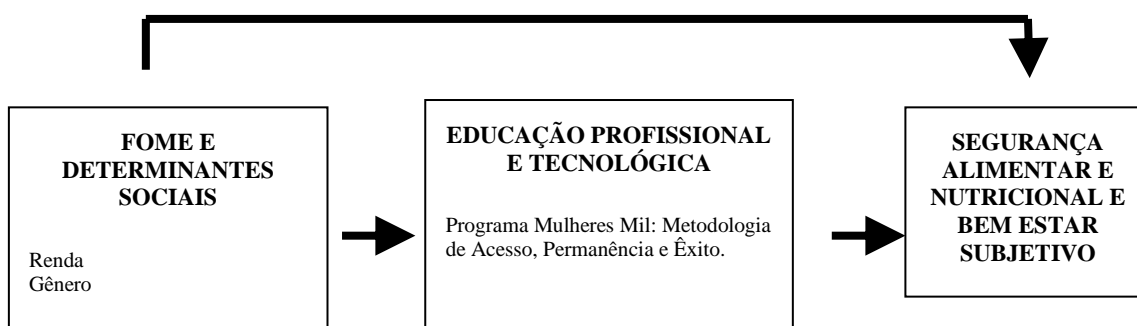 FOME E
DETERMINANTES
SOCIAIS
Renda
Gênero
EDUCAÇÃO PROFISSIONAL
E TECNOLÓGICA
Programa Mulheres Mil: Metodologia
de Acesso, Permanência e Êxito.
SEGURANÇA
ALIMENTAR E
NUTRICIONAL E
BEM ESTAR
SUBJETIVO